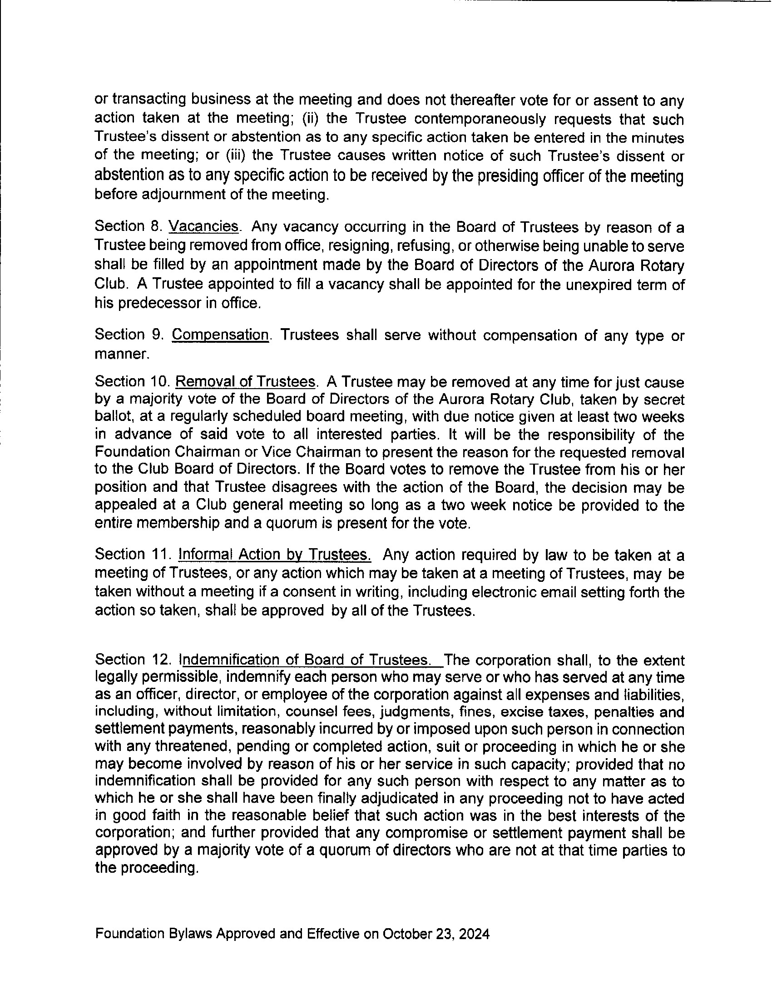 or transacting business at the meeting and does not thereafter vote for or assent to any
action taken at the meeting; (ii) the Trustee contemporaneously requests that such
Trustee's dissent or abstention as to any specific action taken be entered in the minutes
of the meeting; or (iii) the Trustee causes written notice of such Trustee's dissent or
abstention as to any specific action to be received by the presiding officer of the meeting
before adjournment of the meeting.
Section 8. Vacancies. Any vacancy occurring in the Board of Trustees by reason of a
Trustee being removed from office, resigning, refusing, or otherwise being unable to serve
shall be filled by an appointment made by the Board of Directors of the Aurora Rotary
Club. A Trustee appointed to fill a vacancy shall be appointed for the unexpired term of
his predecessor in office.
Section 9. Compensation. Trustees shall serve without compensation of any type or
manner.
Section 10. Removal of Trustees. A Trustee may be removed at any time for just cause
by a majority vote of the Board of Directors of the Aurora Rotary Club, taken by secret
ballot, at a regularly scheduled board meeting, with due notice given at least two weeks
in advance of said vote to all interested parties. It will be the responsibility of the
Foundation Chairman or Vice Chairman to present the reason for the requested removal
to the Club Board of Directors. If the Board votes to remove the Trustee from his or her
position and that Trustee disagrees with the action of the Board, the decision may be
appealed at a Club general meeting so long as a two week notice be provided to the
entire membership and a quorum is present for the vote.
Section 11. Informal Action by Trustees. Any action required by law to be taken at a
meeting of Trustees, or any action which may be taken at a meeting of Trustees, may be
taken without a meeting if a consent in writing, including electronic email setting forth the
action so taken, shall be approved by all of the Trustees.
Section 12. Indemnification of Board of Trustees. The corporation shall, to the extent
legally permissible, indemnify each person who may serve or who has served at any time
as an officer, director, or employee of the corporation against all expenses and liabilities,
including, without limitation, counsel fees, judgments, fines, excise taxes, penalties and
settlement payments, reasonably incurred by or imposed upon such person in connection
with any threatened, pending or completed action, suit or proceeding in which he or she
may become involved by reason of his or her service in such capacity; provided that no
indemnification shall be provided for any such person with respect to any matter as to
which he or she shall have been finally adjudicated in any proceeding not to have acted
in good faith in the reasonable belief that such action was in the best interests of the
corporation; and further provided that any compromise or settlement payment shall be
approved by a majority vote of a quorum of directors who are not at that time parties to
the proceeding.
Foundation Bylaws Approved and Effective on October 23, 2024